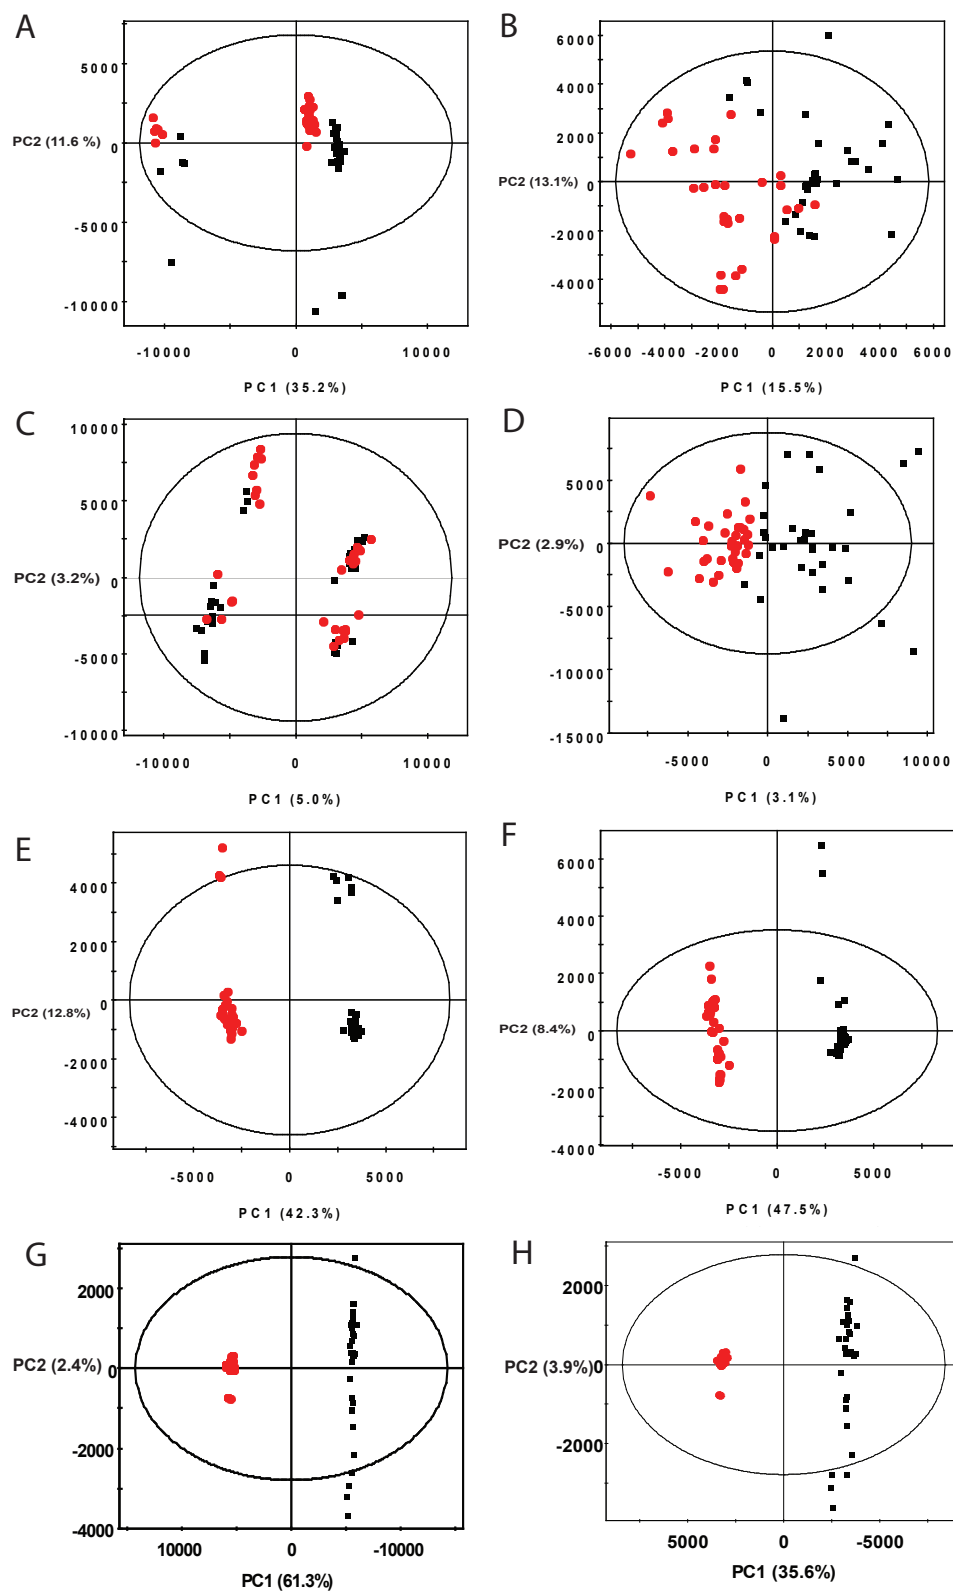 A
5000
0
-5000
-10000
PC2 (11.6 %)
-10000 0 10000
PC1 (35.2%)
B
6000
4000
2000
0
-2000
-4000
PC2 (13.1%)
-6000 -4000 -2000 0 2000 4000 6000
PC1 (15.5%)
C
10000
5000
0
-5000
-10000
PC2 (3.2%)
-10000 0 10000
PC1 (5.0%)
D
5000
0
-5000
-10000
-15000
PC2 (2.9%)
-5000 0 5000 10000
PC1 (3.1%)
E
4000
2000
0
-2000
-4000
PC2 (12.8%)
-5000 0 5000
PC1 (42.3%)
F
6000
4000
2000
0
-2000
-4000
PC2 (8.4%)
-5000 0 5000
PC1 (47.5%)
G
2000
0
-2000
-4000
PC2 (2.4%)
10000 0 -10000
PC1 (61.3%)
H
2000
0
-2000
PC2 (3.9%)
5000 0 -5000
PC1 (35.6%)